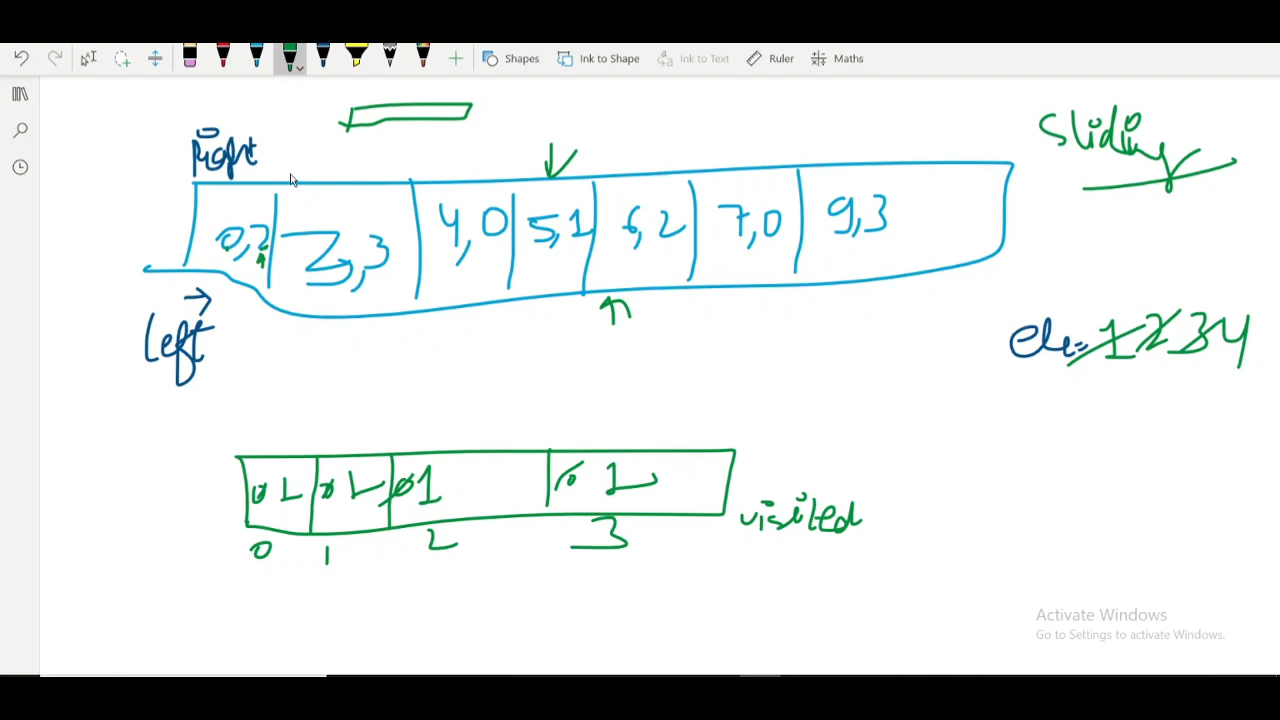 Shapes Ink to Shape Ink to Text Ruler Maths
Sliding
Right
0,2 2,3 4,0 5,1 6,2 7,0 9,3
left
ele= 1 2 3 4
0 1 0 1 0 1 0 1
visited
0 1 2 3
Activate Windows
Go to Settings to activate Windows.